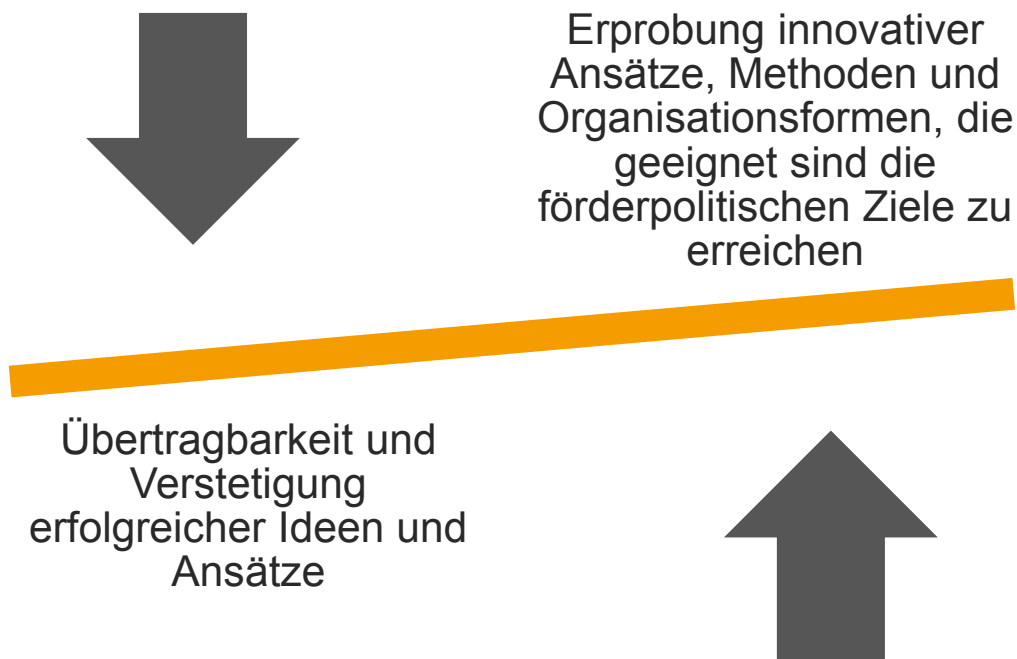 Erprobung innovativer
Ansätze, Methoden und
Organisationsformen, die
geeignet sind die
förderpolitischen Ziele zu
erreichen
Übertragbarkeit und
Verstetigung
erfolgreicher Ideen und
Ansätze